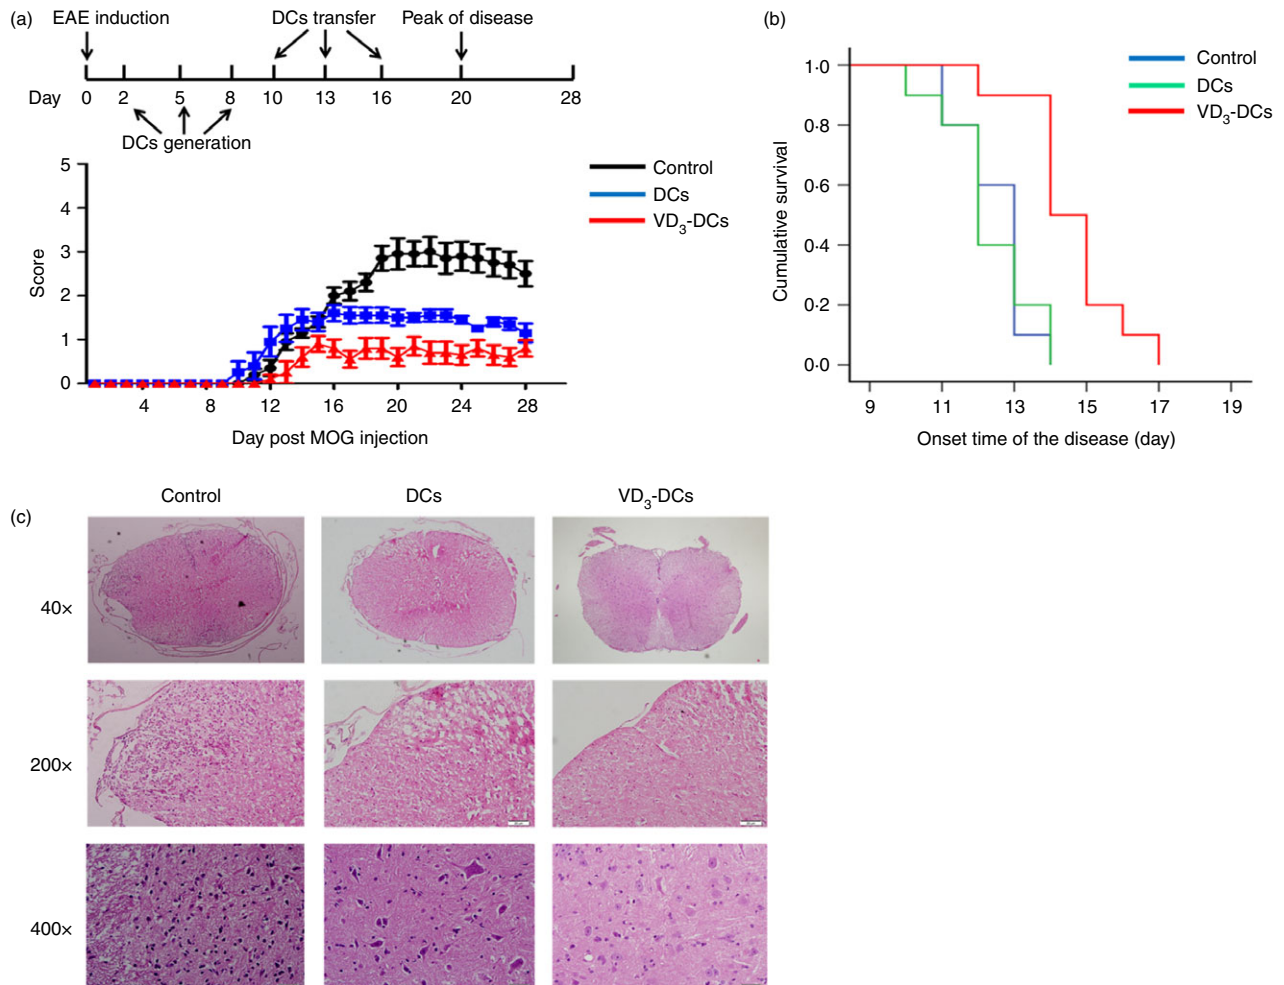 (a)
EAE induction
DCs transfer
Peak of disease
Day
0 2 5 8 10 13 16 20 28
DCs generation
5
4
3
2
1
0
Score
4 8 12 16 20 24 28
Day post MOG injection
Control
DCs
VD₃-DCs
(b)
1·0
0·8
0·6
0·4
0·2
0·0
Cumulative survival
9 11 13 15 17 19
Onset time of the disease (day)
Control
DCs
VD₃-DCs
(c)
Control DCs VD₃-DCs
40×
200×
400×